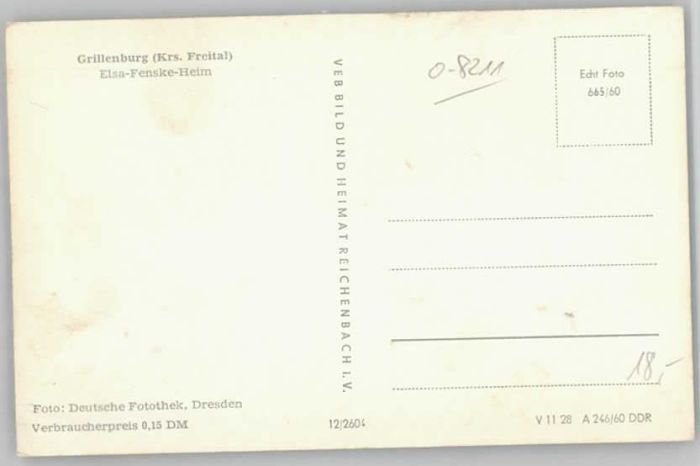 Grillenburg (Krs. Freital)
Elsa-Fenske-Heim
VEB BILD UND HEIMAT REICHENBACH I. V.
O-8211
Echt Foto
665/60
18,-
Foto: Deutsche Fotothek, Dresden
Verbraucherpreis 0,15 DM
12/2604
V 11 28 A 246/60 DDR